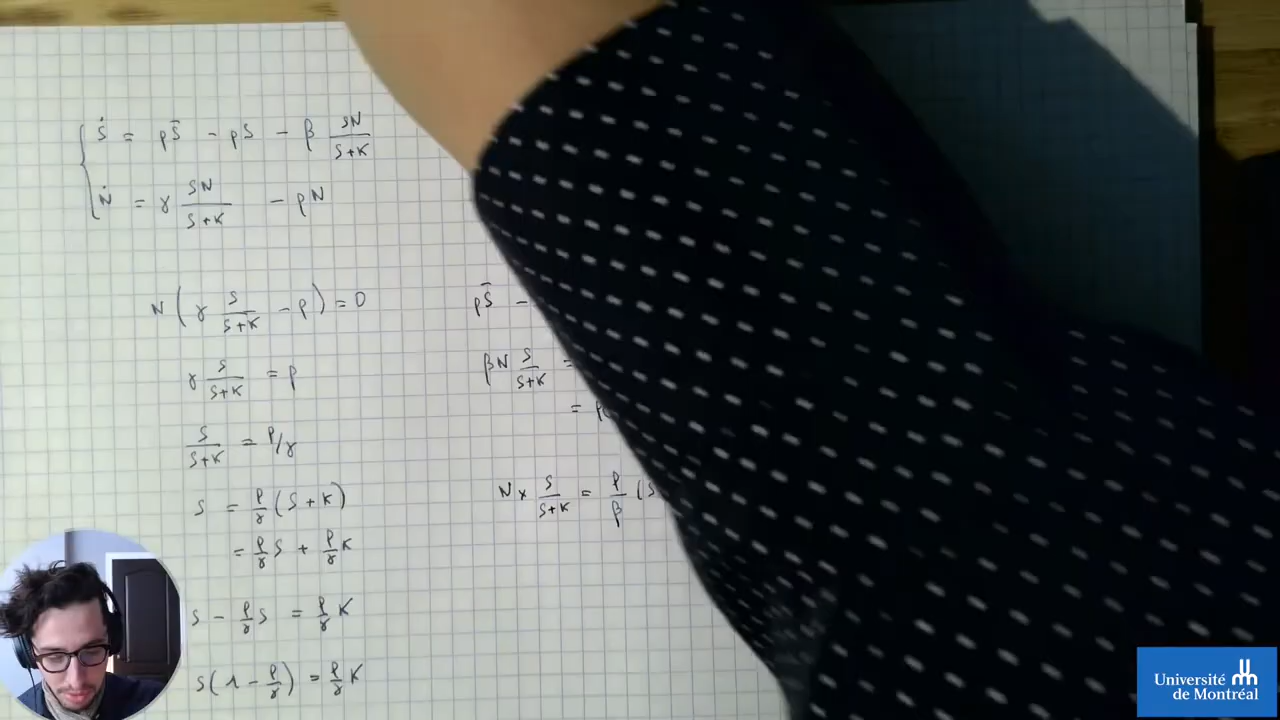 Ṡ = ρS̄ - ρS - β SN/(S+K)
Ṅ = γ SN/(S+K) - ρN
N(γ S/(S+K) - ρ) = 0
γ S/(S+K) = ρ
S/(S+K) = ρ/γ
S = ρ/γ (S+K)
= ρ/γ S + ρ/γ K
S - ρ/γ S = ρ/γ K
S(1 - ρ/γ) = ρ/γ K
ρS̄ -
βN S/(S+K) =
= ρ
N × S/(S+K) = ρ/β (S
Université
de Montréal